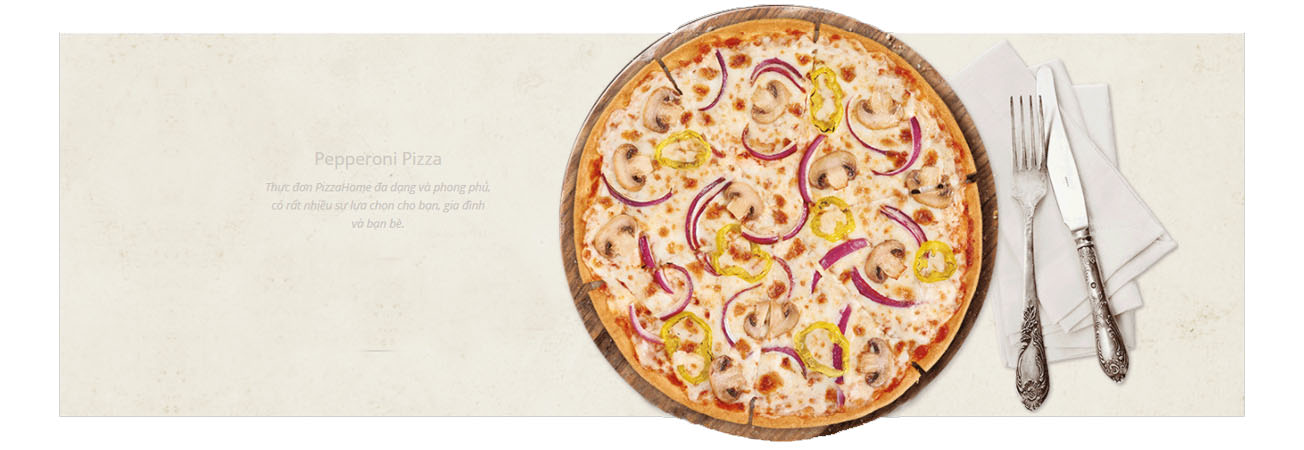 Pepperoni Pizza
Thực đơn PizzaHome đa dạng và phong phú,
có rất nhiều sự lựa chọn cho bạn, gia đình
và bạn bè.